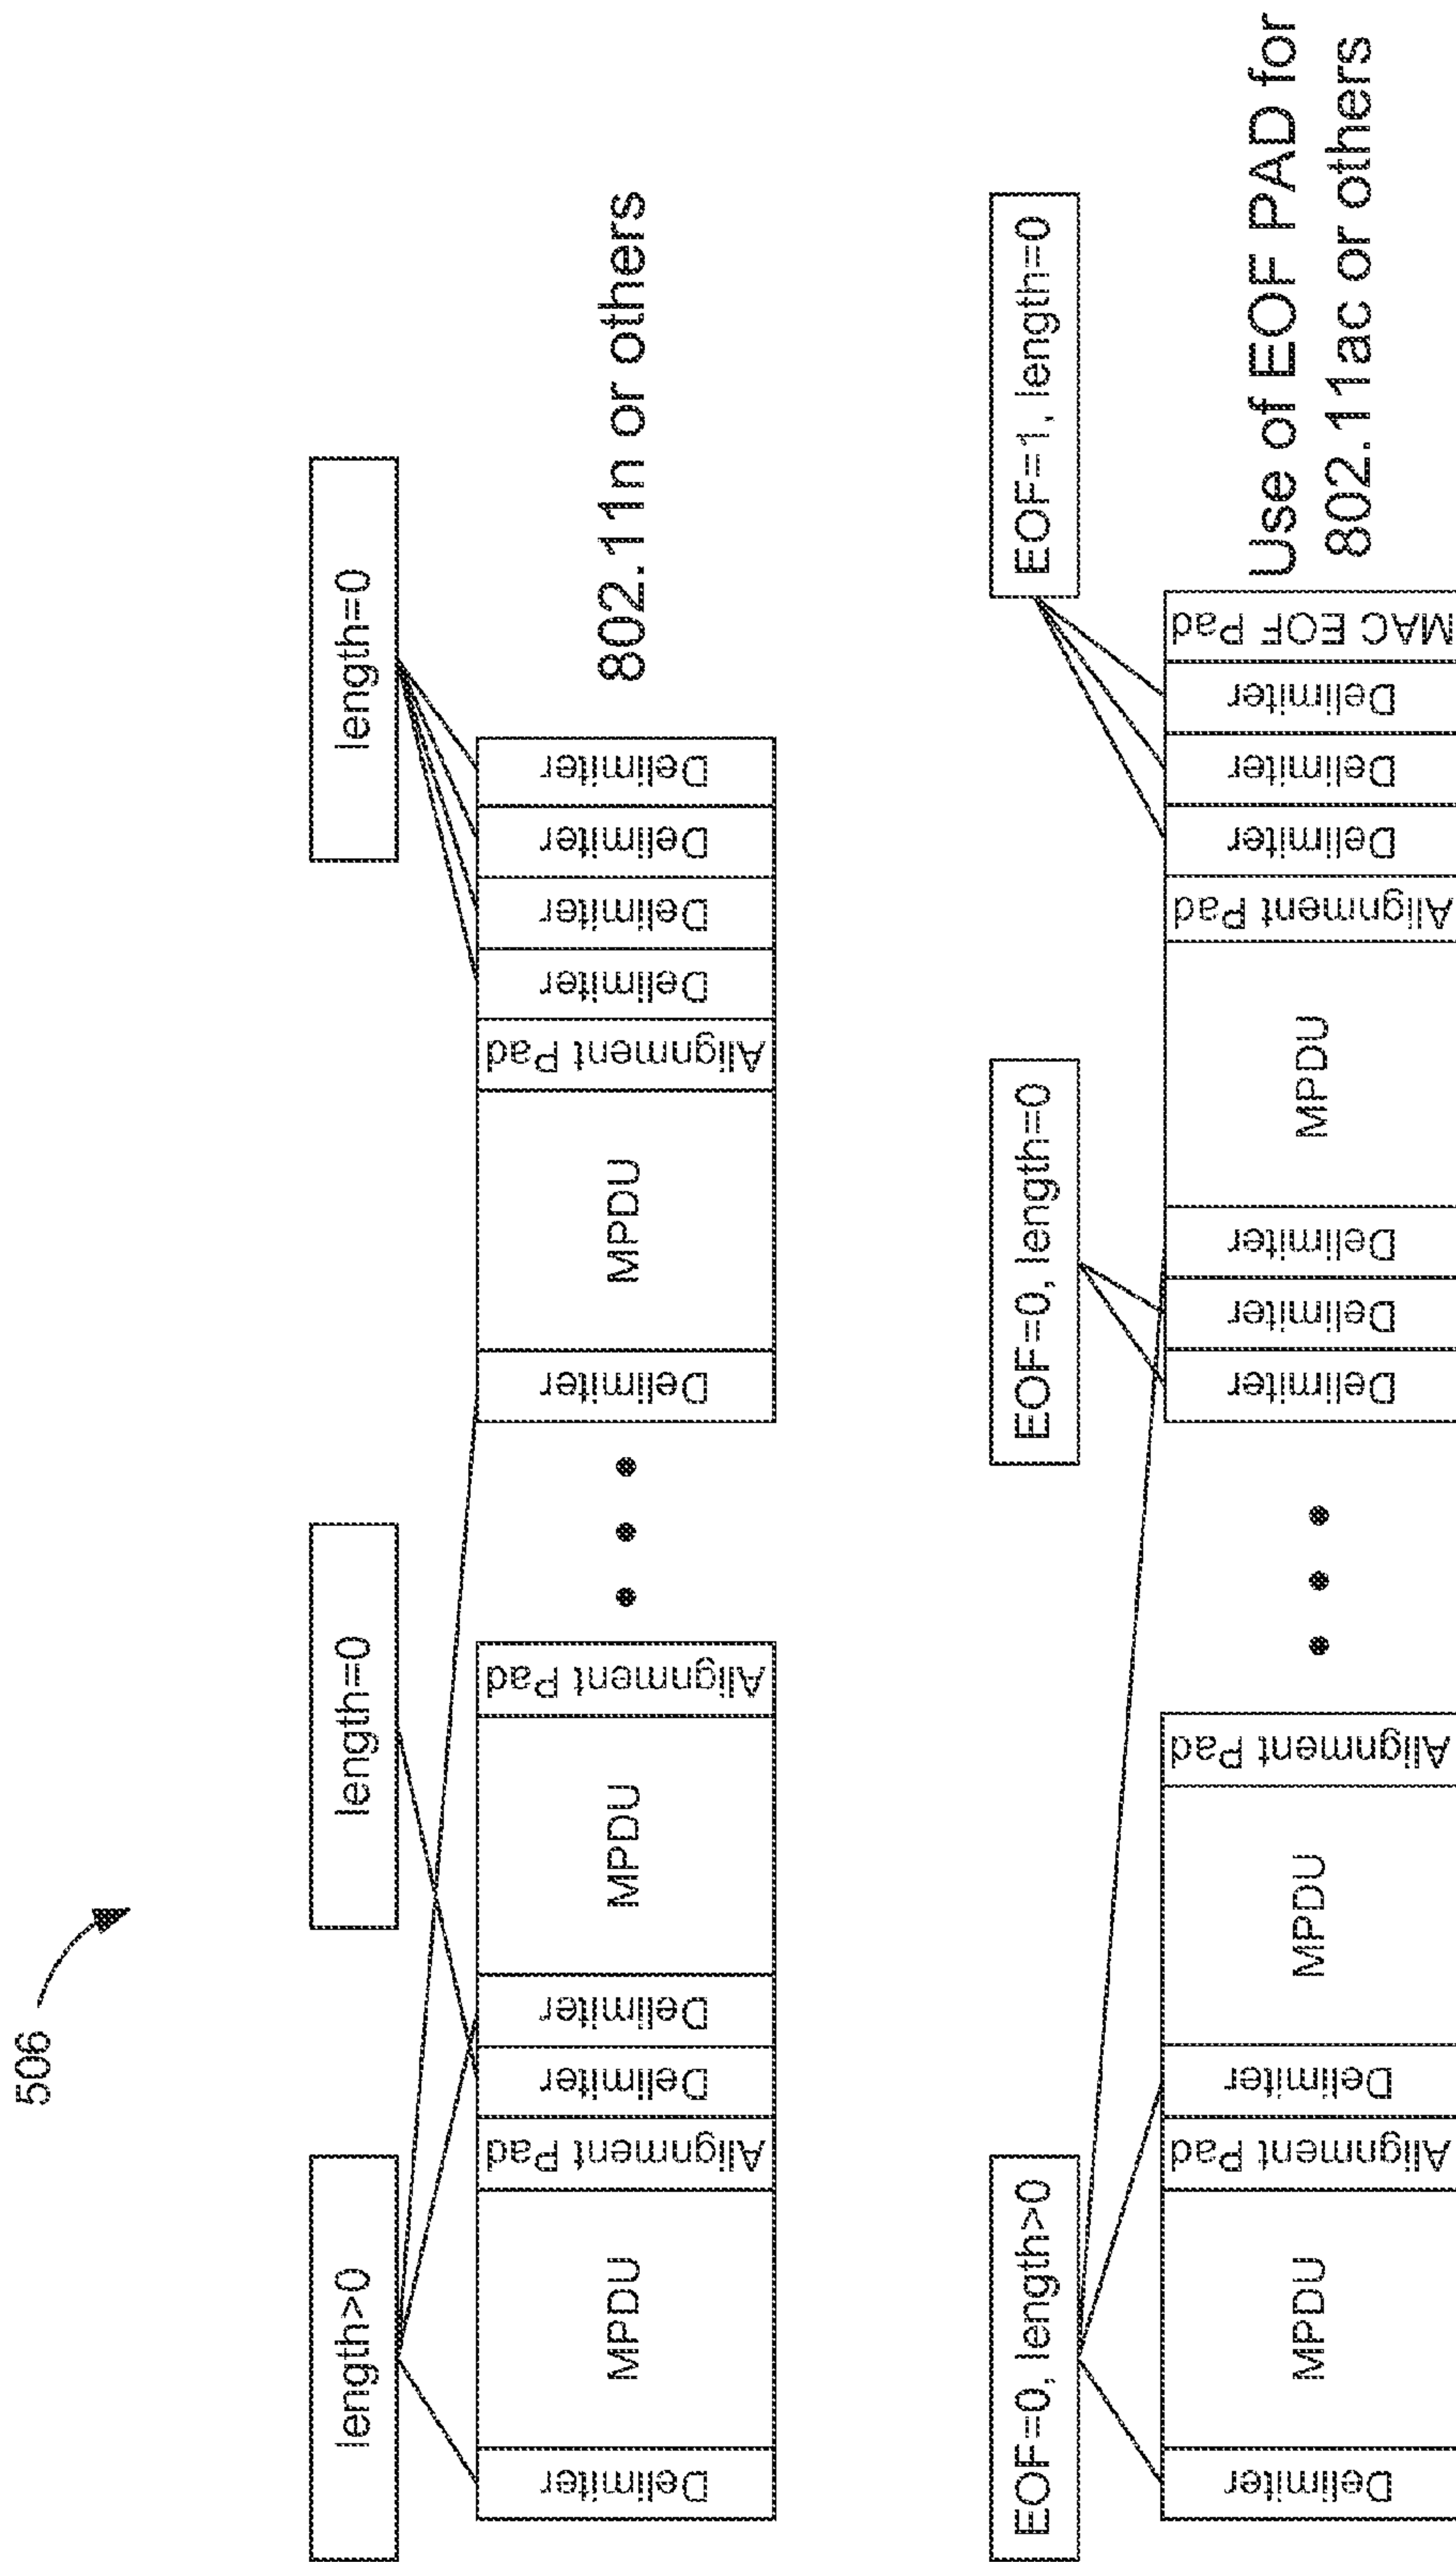 506
length>0
length=0
length=0
Delimiter
MPDU
Alignment Pad
Delimiter
Delimiter
MPDU
Alignment Pad
Delimiter
MPDU
Alignment Pad
Delimiter
Delimiter
Delimiter
Delimiter
802.11n or others
EOF=0, length>0
EOF=0, length=0
EOF=1, length=0
Delimiter
MPDU
Alignment Pad
Delimiter
MPDU
Alignment Pad
Delimiter
Delimiter
Delimiter
MPDU
Alignment Pad
Delimiter
Delimiter
Delimiter
MAC EOF Pad
Use of EOF PAD for
802.11ac or others